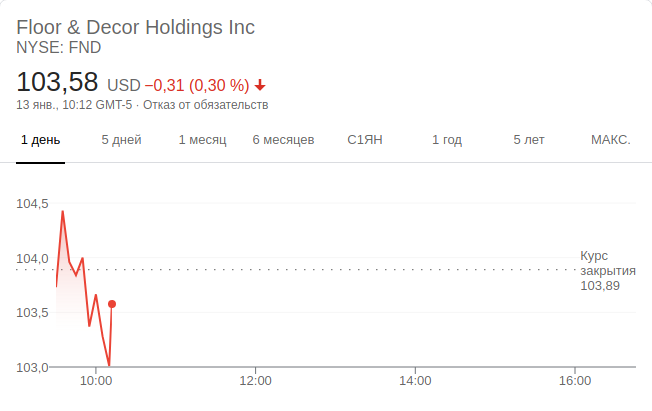 Floor & Decor Holdings Inc
NYSE: FND
103,58 USD −0,31 (0,30 %)
13 янв., 10:12 GMT-5 · Отказ от обязательств
1 день 5 дней 1 месяц 6 месяцев С1ЯН 1 год 5 лет МАКС.
104,5
104,0
103,5
103,0
Курс
закрытия
103,89
10:00 12:00 14:00 16:00